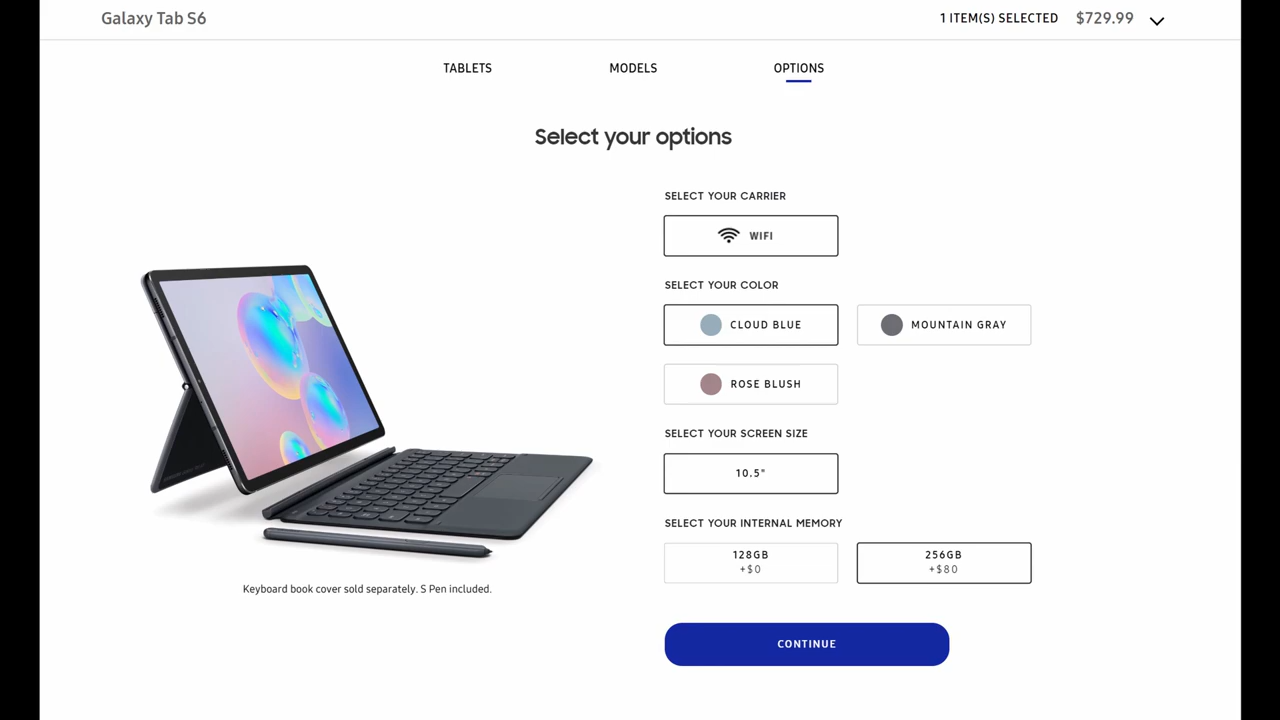 Galaxy Tab S6
1 ITEM(S) SELECTED $729.99
TABLETS MODELS OPTIONS
Select your options
SELECT YOUR CARRIER
WIFI
SELECT YOUR COLOR
CLOUD BLUE MOUNTAIN GRAY
ROSE BLUSH
SELECT YOUR SCREEN SIZE
10.5"
SELECT YOUR INTERNAL MEMORY
128GB
+$0
256GB
+$80
Keyboard book cover sold separately. S Pen included.
CONTINUE